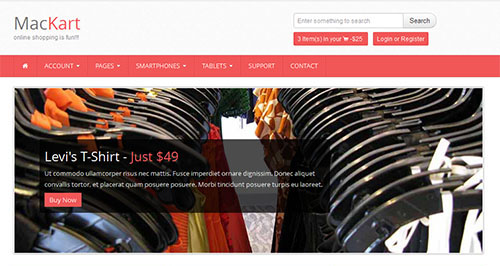 MacKart
online shopping is fun!!!
Enter something to search
Search
3 Item(s) in your -$25
Login or Register
ACCOUNT
PAGES
SMARTPHONES
TABLETS
SUPPORT
CONTACT
Levi's T-Shirt - Just $49
Ut commodo ullamcorper risus nec mattis. Fusce imperdiet ornare dignissim. Donec aliquet
convallis tortor, et placerat quam posuere posuere. Morbi tincidunt posuere turpis eu laoreet.
Buy Now